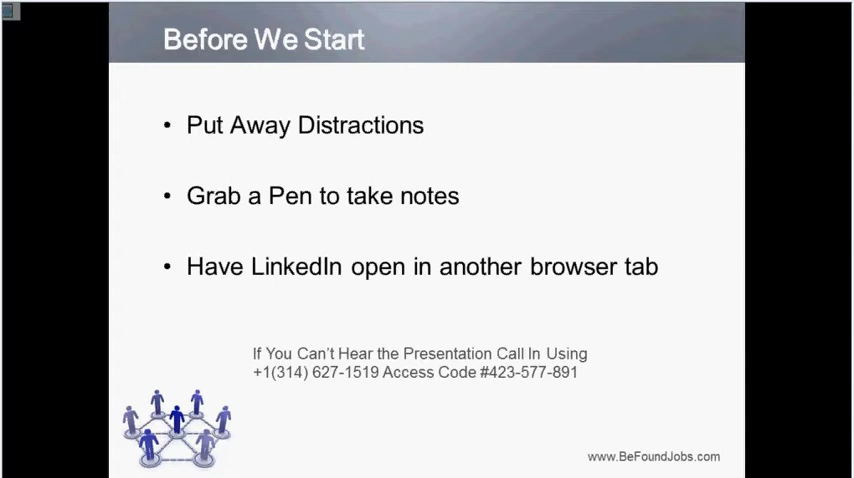 Before We Start
• Put Away Distractions
• Grab a Pen to take notes
• Have LinkedIn open in another browser tab
If You Can't Hear the Presentation Call In Using
+1(314) 627-1519 Access Code #423-577-891
www.BeFoundJobs.com